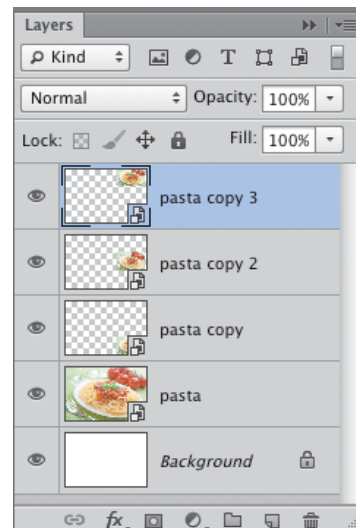 Layers
Kind T
Normal Opacity: 100%
Lock: Fill: 100%
pasta copy 3
pasta copy 2
pasta copy
pasta
Background
fx